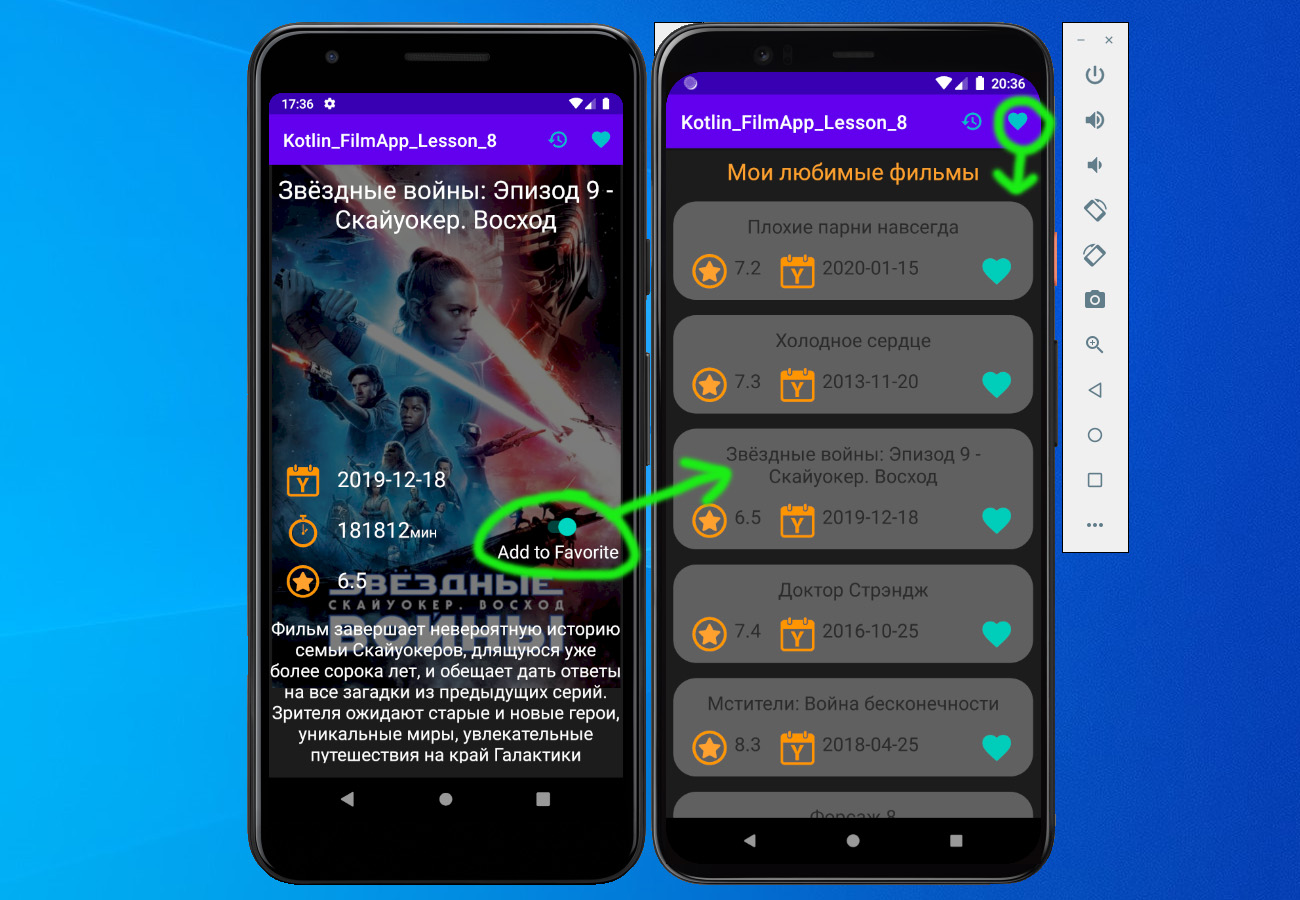 17:36
Kotlin_FilmApp_Lesson_8
Звёздные войны: Эпизод 9 -
Скайуокер. Восход
Y 2019-12-18
181812мин
Add to Favorite
6.5
ЗВЁЗДНЫЕ
СКАЙУОКЕР. ВОСХОД
ВОЙНЫ
Фильм завершает невероятную историю
семьи Скайуокеров, длящуюся уже
более сорока лет, и обещает дать ответы
на все загадки из предыдущих серий.
Зрителя ожидают старые и новые герои,
уникальные миры, увлекательные
путешествия на край Галактики
20:36
Kotlin_FilmApp_Lesson_8
Мои любимые фильмы
Плохие парни навсегда
7.2 Y 2020-01-15
Холодное сердце
7.3 Y 2013-11-20
Звёздные войны: Эпизод 9 -
Скайуокер. Восход
6.5 Y 2019-12-18
Доктор Стрэндж
7.4 Y 2016-10-25
Мстители: Война бесконечности
8.3 Y 2018-04-25
Форсаж 8